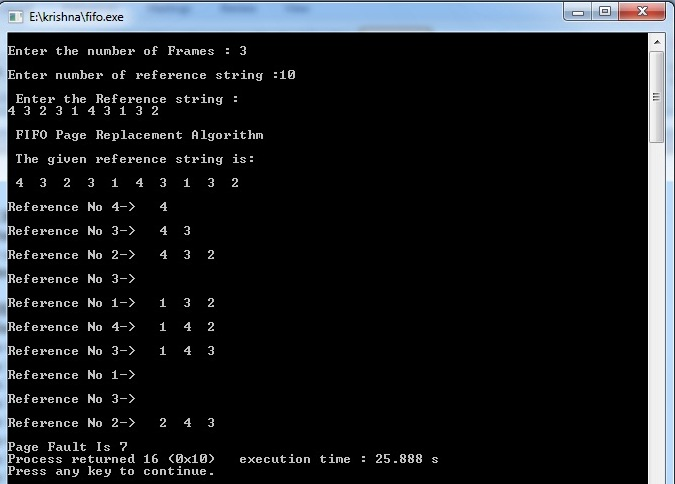 E:\krishna\fifo.exe
Enter the number of Frames : 3
Enter number of reference string :10
Enter the Reference string :
4 3 2 3 1 4 3 1 3 2
FIFO Page Replacement Algorithm
The given reference string is:
4 3 2 3 1 4 3 1 3 2
Reference No 4-> 4
Reference No 3-> 4 3
Reference No 2-> 4 3 2
Reference No 3->
Reference No 1-> 1 3 2
Reference No 4-> 1 4 2
Reference No 3-> 1 4 3
Reference No 1->
Reference No 3->
Reference No 2-> 2 4 3
Page Fault Is 7
Process returned 16 (0x10) execution time : 25.888 s
Press any key to continue.